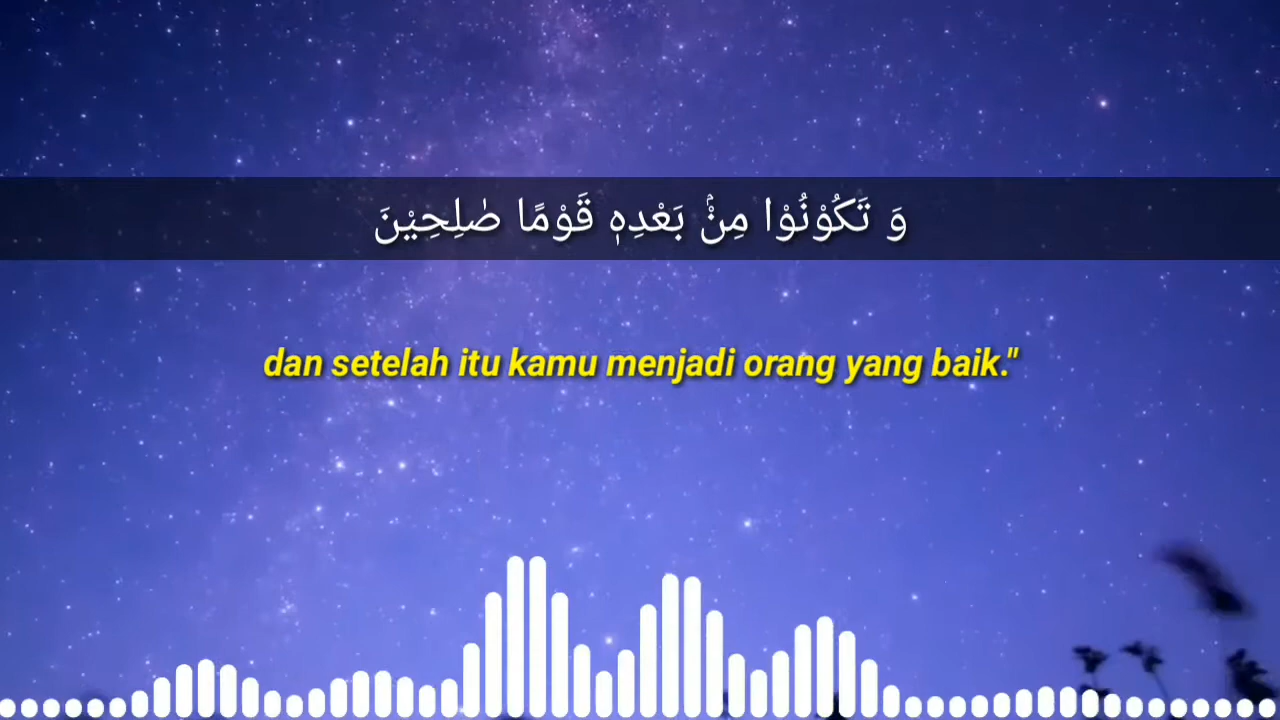 وَ تَكُوْنُوْا مِنْۢ بَعْدِهٖ قَوْمًا صٰلِحِيْنَ
dan setelah itu kamu menjadi orang yang baik."